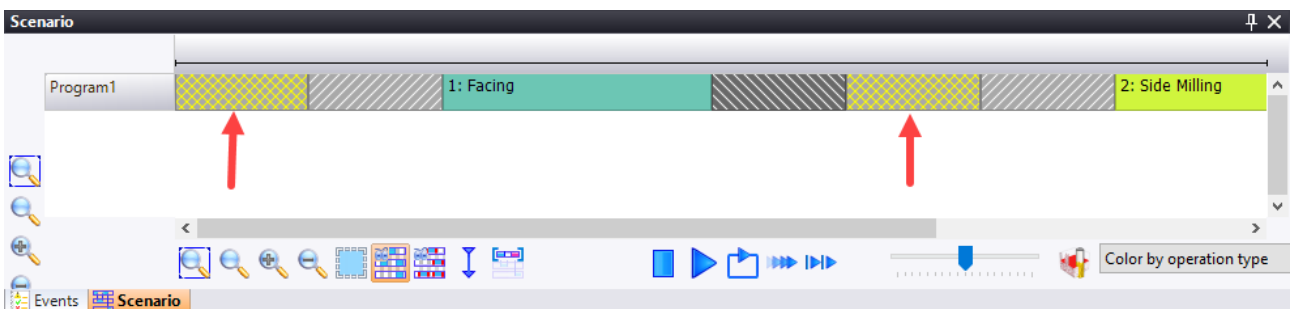 Scenario
Program1
1: Facing
2: Side Milling
Color by operation type
Events
Scenario